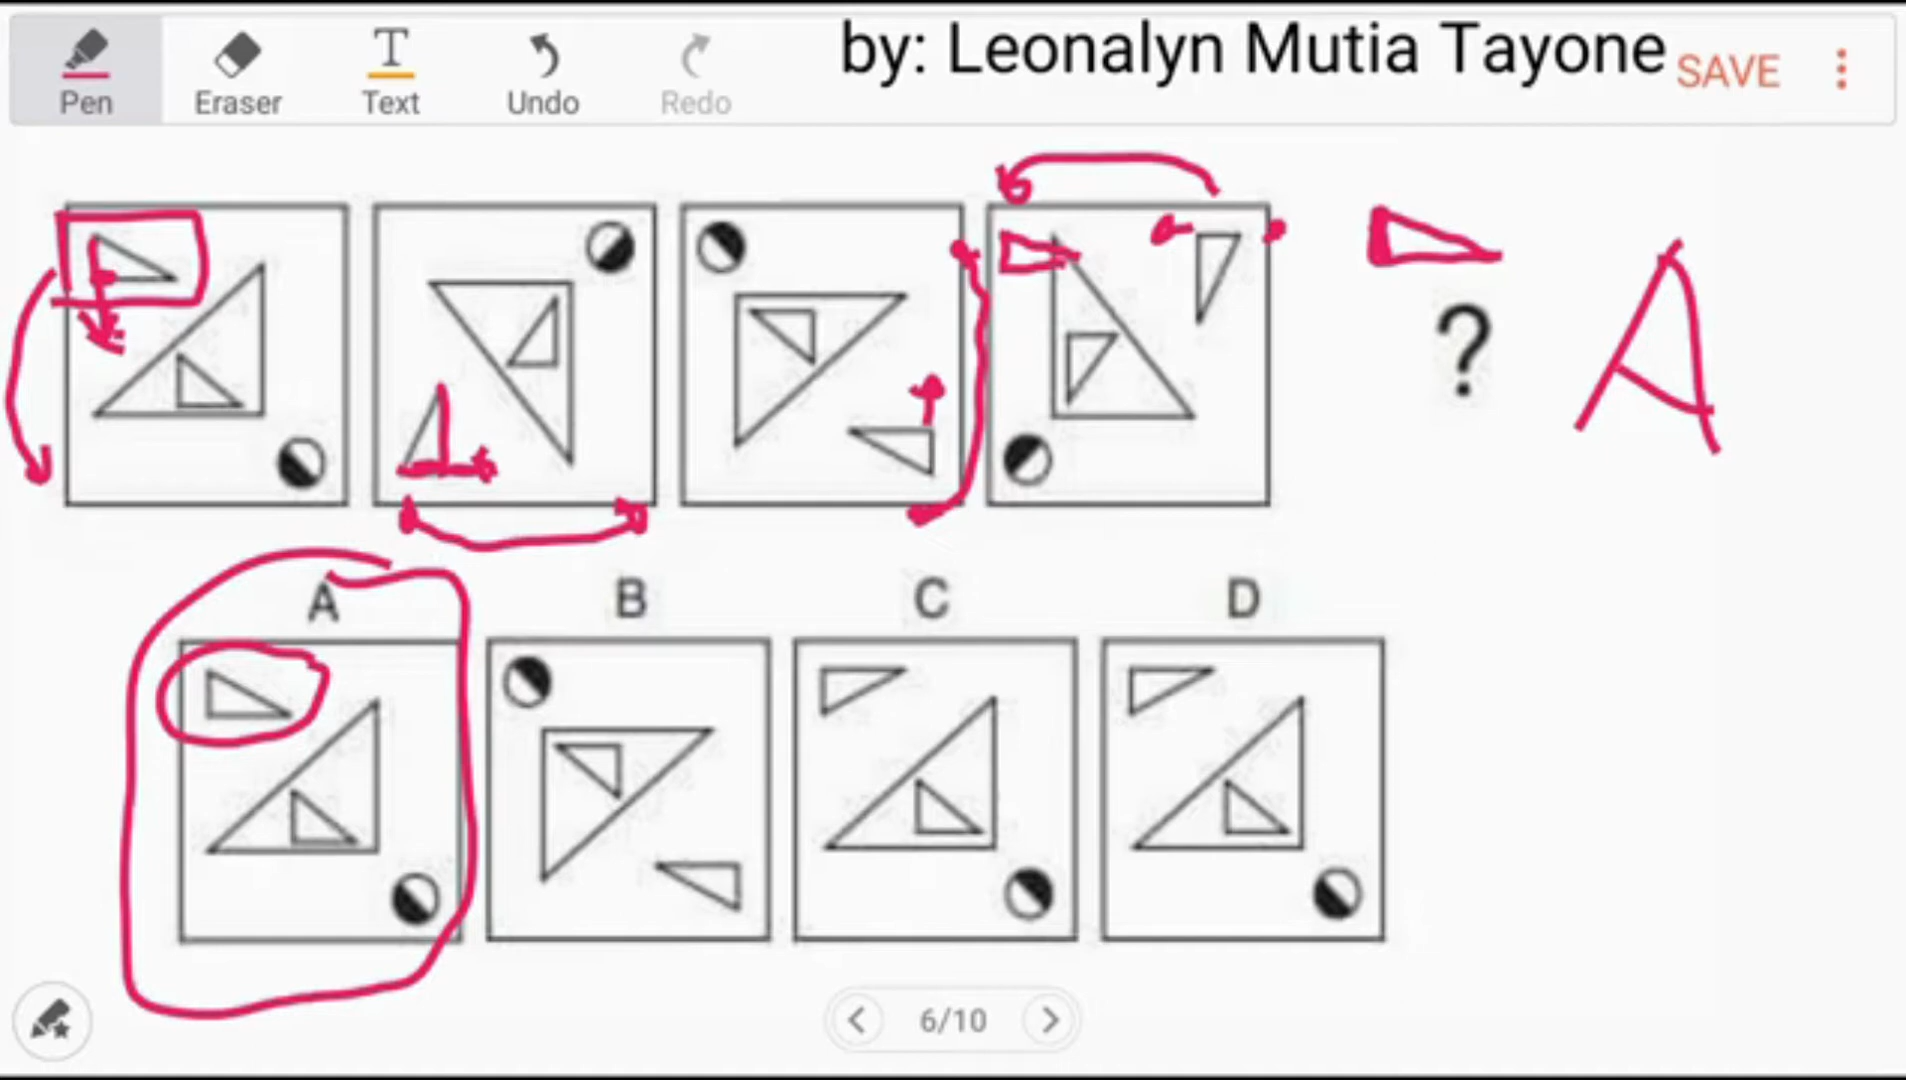 by: Leonalyn Mutia Tayone
SAVE
Pen
Eraser
T
Text
Undo
Redo
?
A
A
B
C
D
6/10